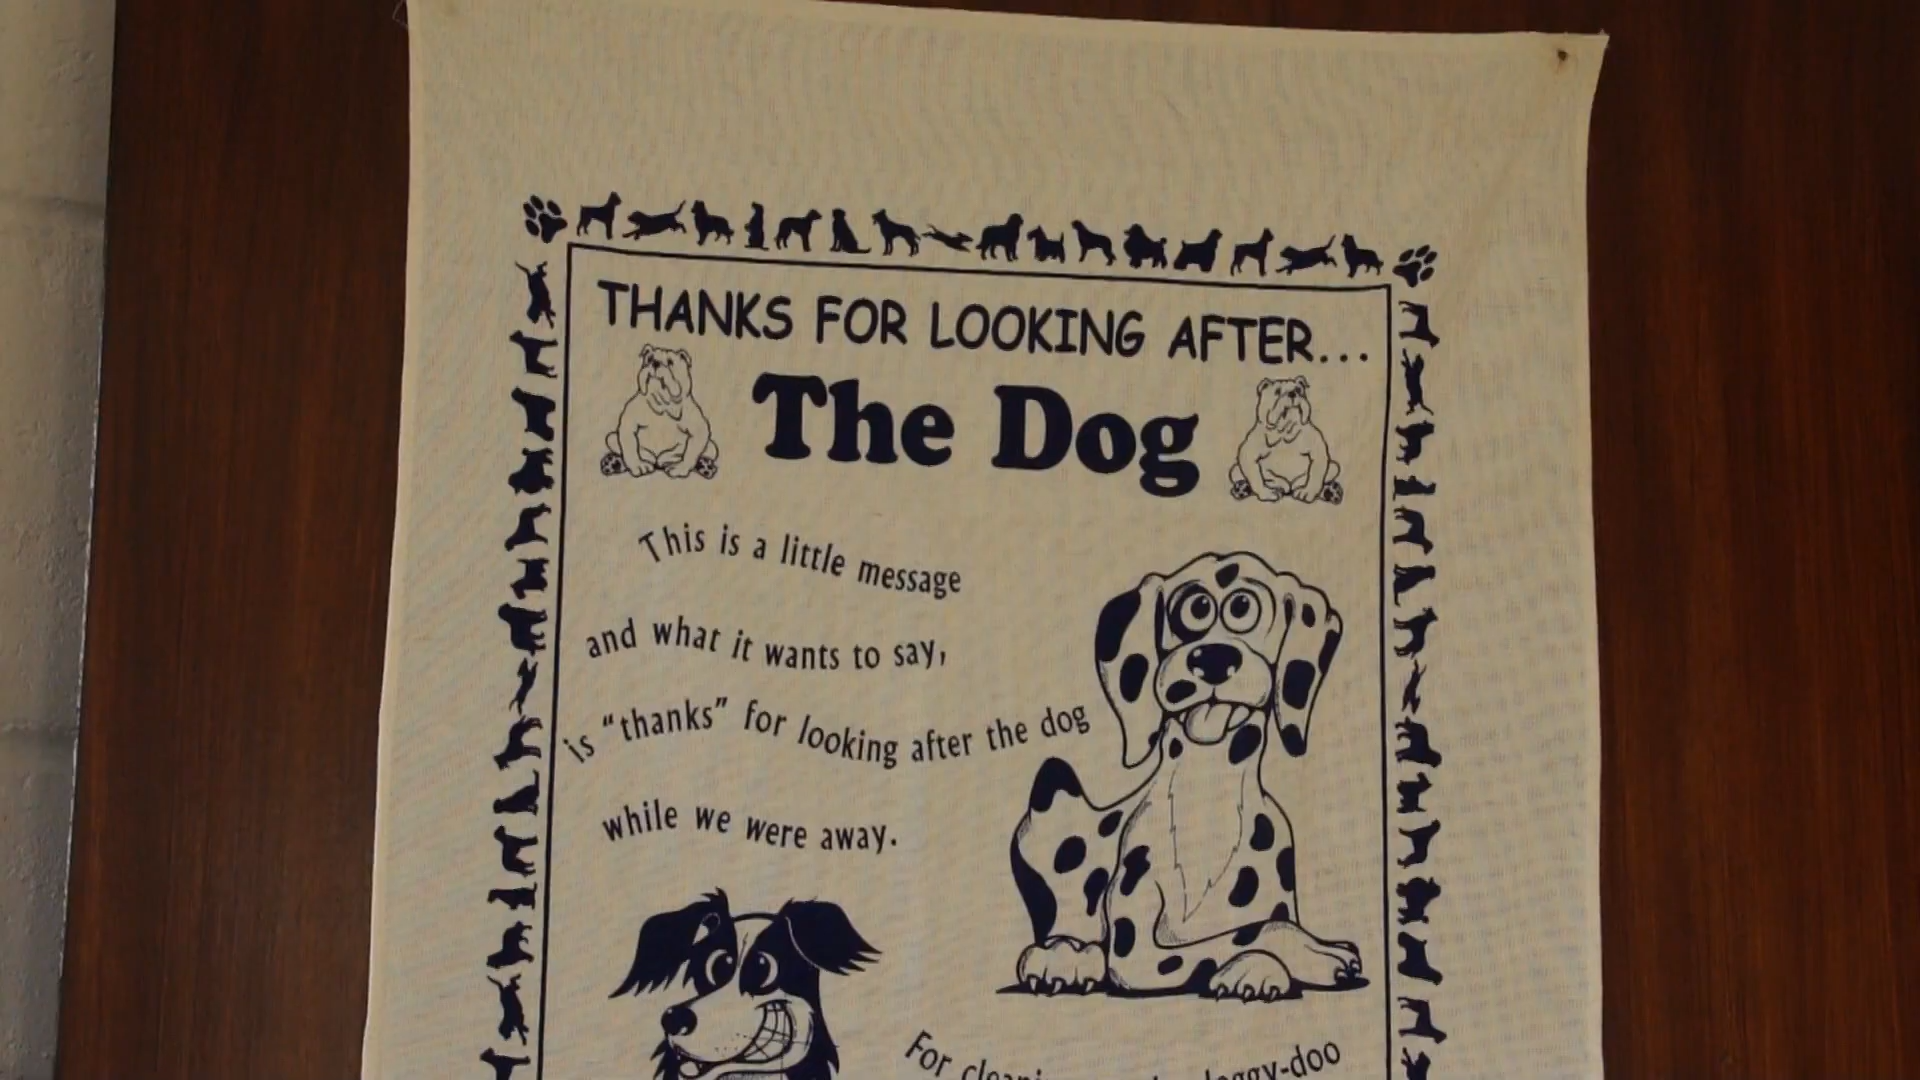 THANKS FOR LOOKING AFTER...
The Dog
This is a little message
and what it wants to say,
is “thanks” for looking after the dog
while we were away.
For doggy-doo